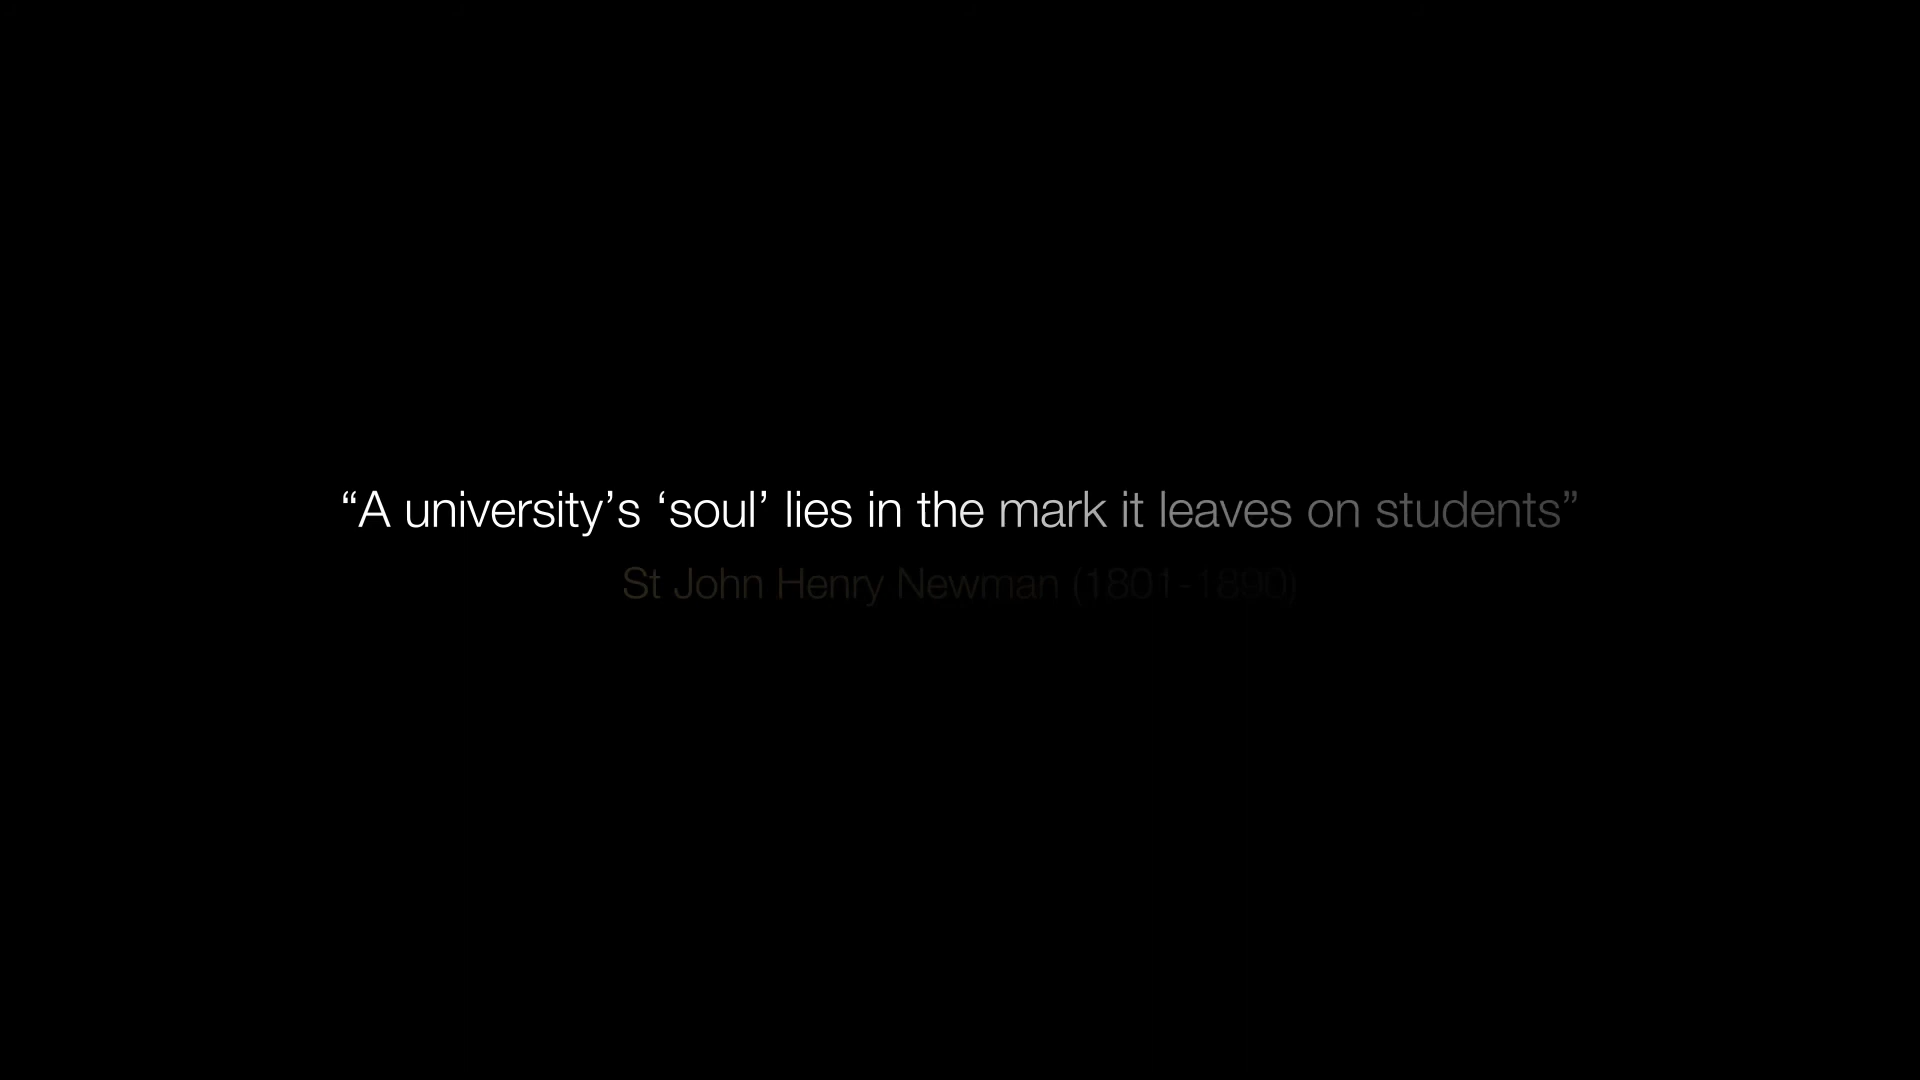 “A university’s ‘soul’ lies in the mark it leaves on students”
St John Henry Newman (1801-1890)